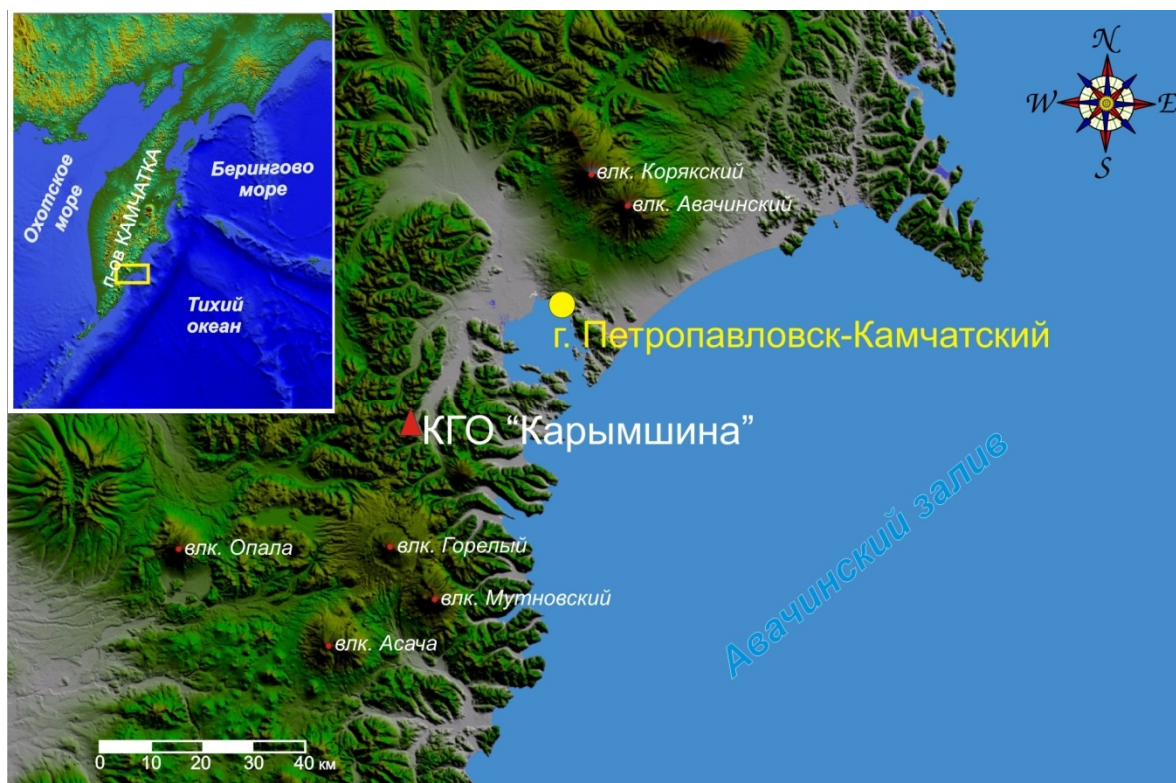 Охотское
море
п-ов КАМЧАТКА
Берингово
море
Тихий
океан
N
W
E
S
влк. Корякский
влк. Авачинский
г. Петропавловск-Камчатский
КГО “Карымшина”
влк. Опала
влк. Горелый
влк. Мутновский
влк. Асача
Авачинский залив
0 10 20 30 40 км